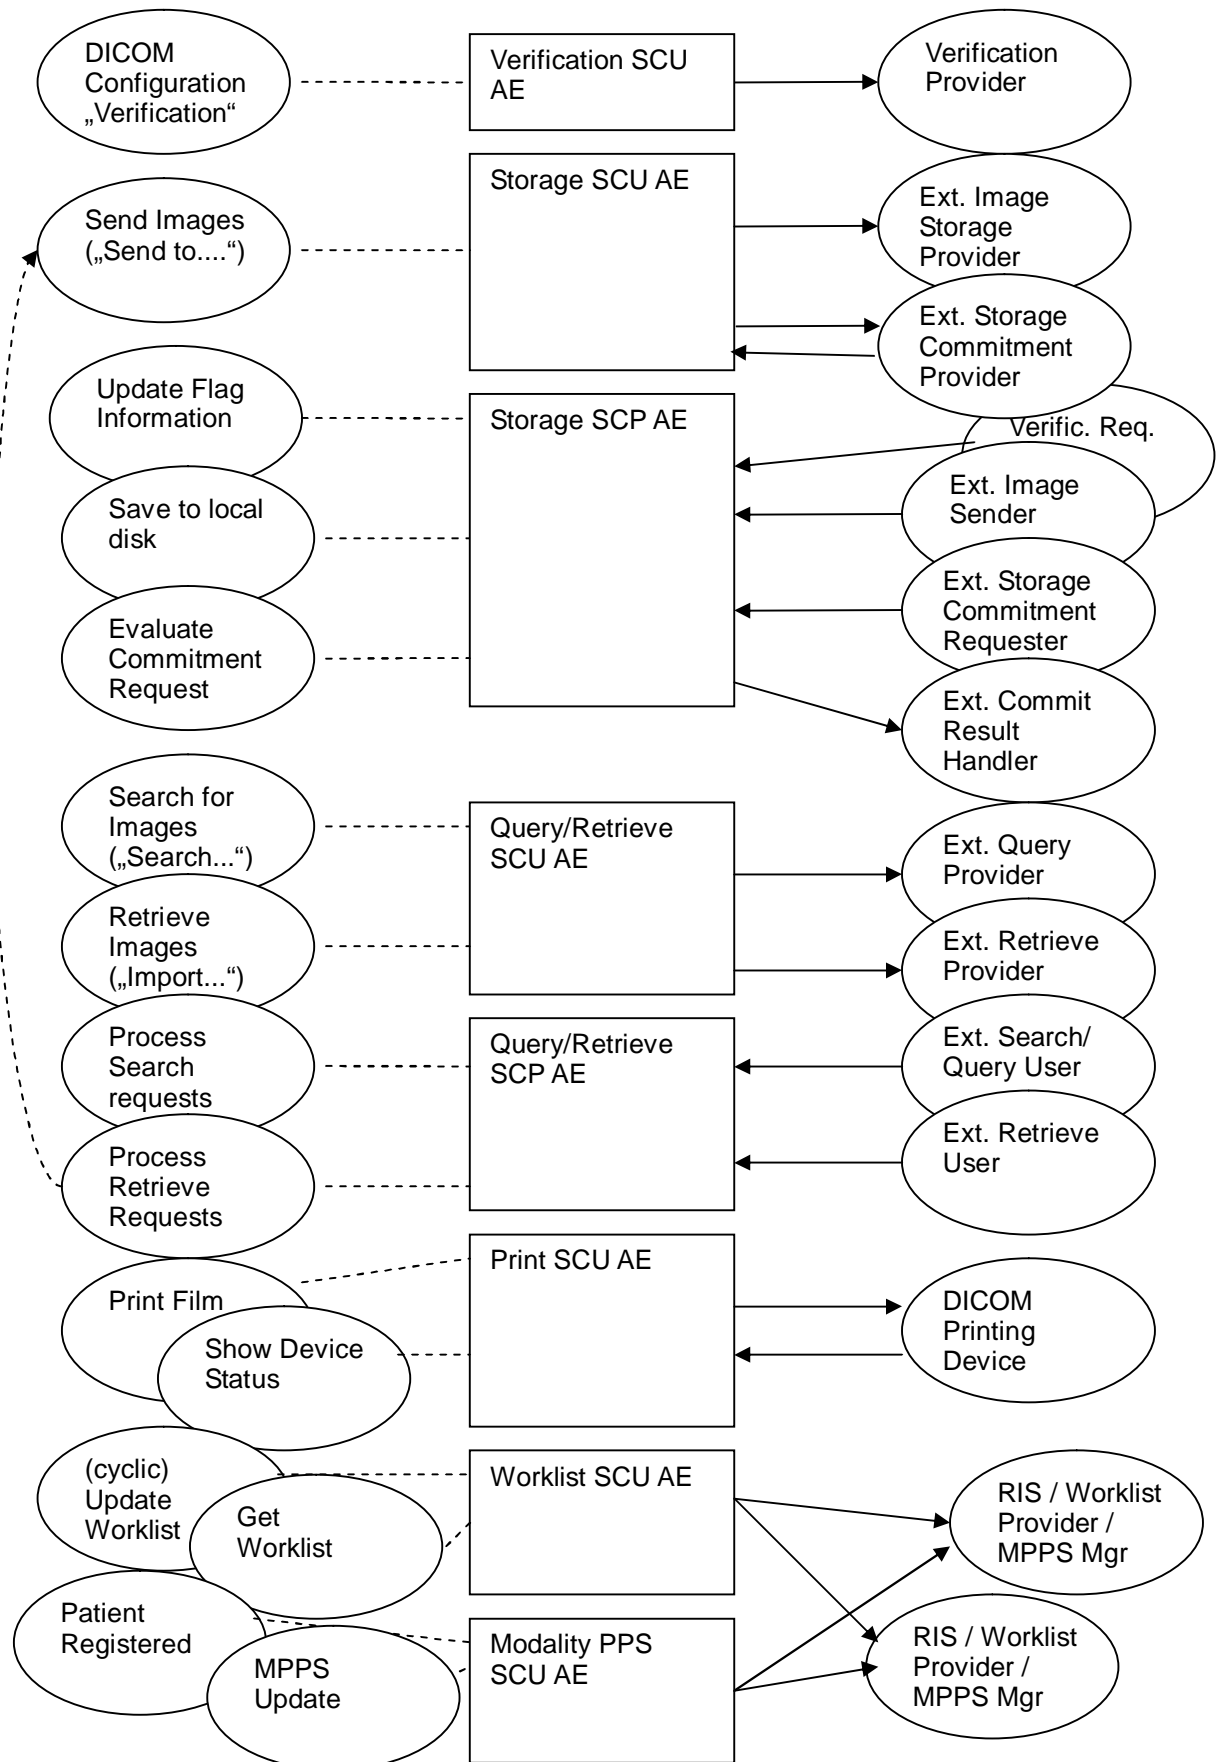 DICOM
Configuration
„Verification“
Verification SCU
AE
Verification
Provider
Send Images
(„Send to....“)
Storage SCU AE
Ext. Image
Storage
Provider
Ext. Storage
Commitment
Provider
Update Flag
Information
Storage SCP AE
Verific. Req.
Save to local
disk
Ext. Image
Sender
Evaluate
Commitment
Request
Ext. Storage
Commitment
Requester
Ext. Commit
Result
Handler
Search for
Images
(„Search...“)
Query/Retrieve
SCU AE
Ext. Query
Provider
Retrieve
Images
(„Import...“)
Ext. Retrieve
Provider
Process
Search
requests
Query/Retrieve
SCP AE
Ext. Search/
Query User
Process
Retrieve
Requests
Ext. Retrieve
User
Print Film
Print SCU AE
DICOM
Printing
Device
Show Device
Status
(cyclic)
Update
Worklist
Get
Worklist
Worklist SCU AE
RIS / Worklist
Provider /
MPPS Mgr
Patient
Registered
MPPS
Update
Modality PPS
SCU AE
RIS / Worklist
Provider /
MPPS Mgr